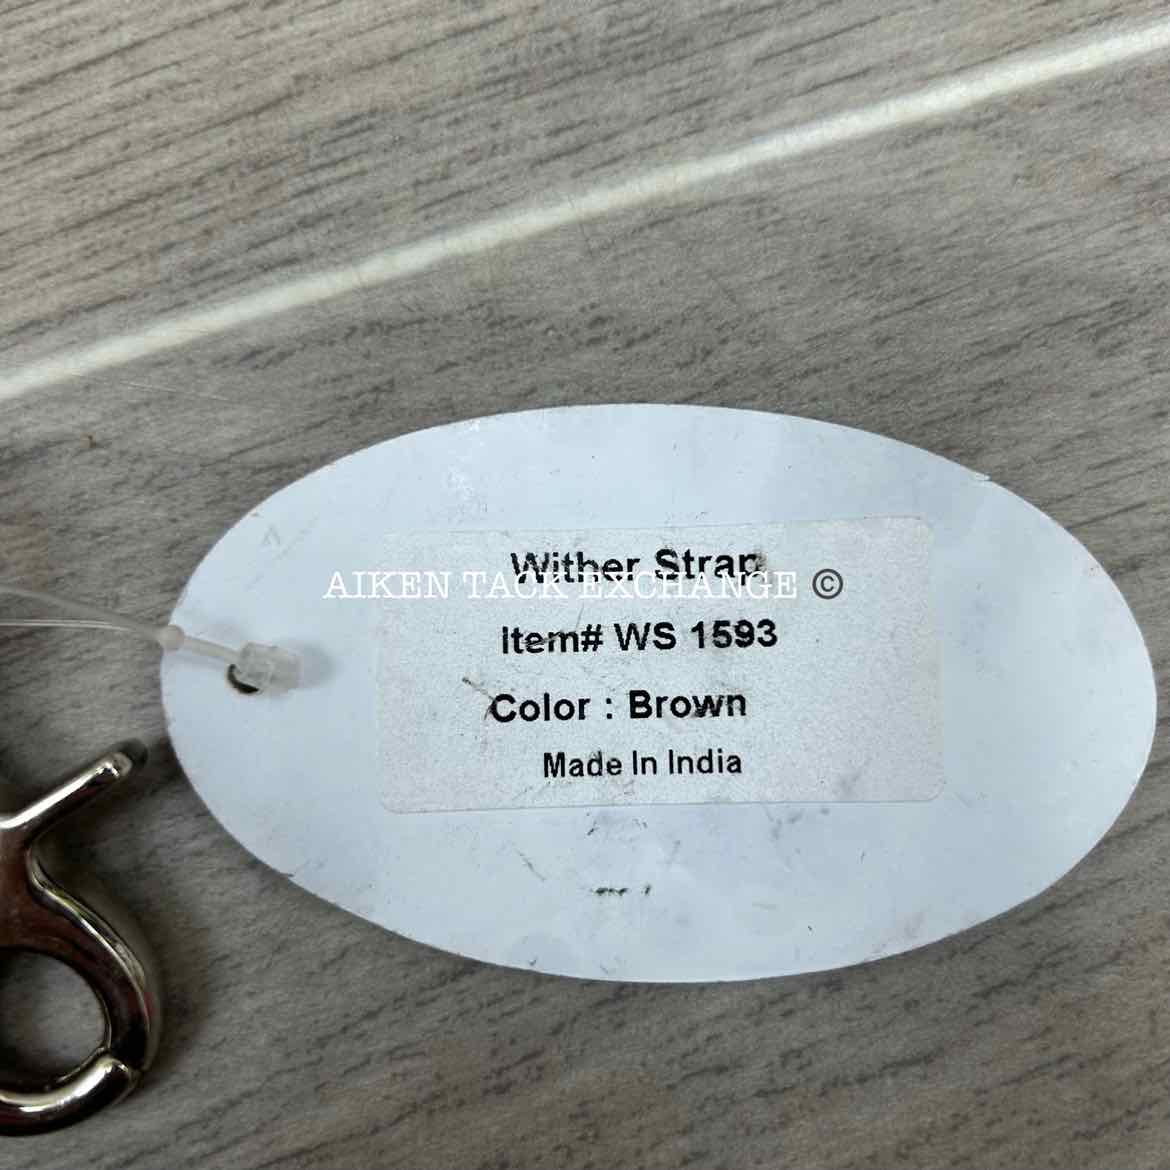 Wither Strap
AIKEN TACK EXCHANGE ©
Item# WS 1593
Color : Brown
Made In India